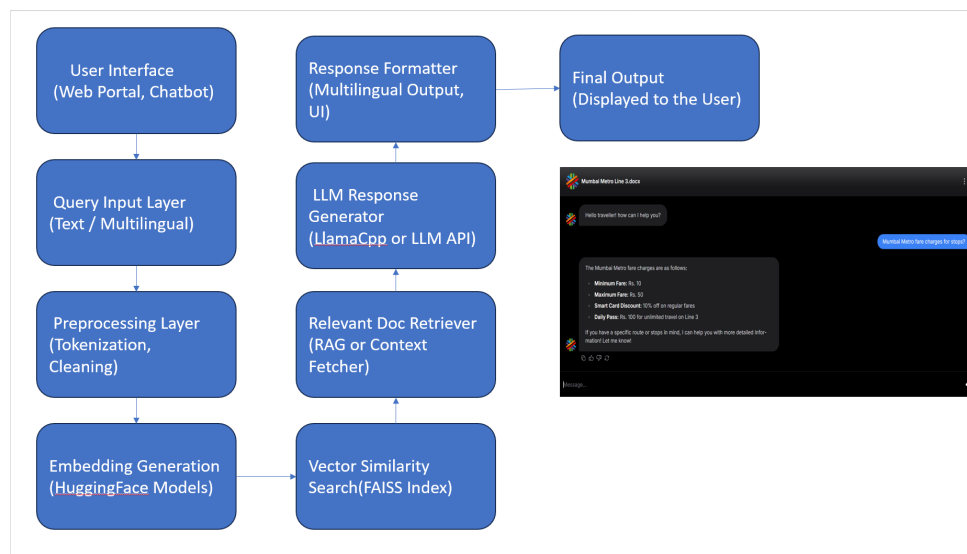 User Interface
(Web Portal, Chatbot)
Query Input Layer
(Text / Multilingual)
Preprocessing Layer
(Tokenization,
Cleaning)
Embedding Generation
(HuggingFace Models)
Vector Similarity
Search(FAISS Index)
Relevant Doc Retriever
(RAG or Context
Fetcher)
LLM Response
Generator
(LlamaCpp or LLM API)
Response Formatter
(Multilingual Output,
UI)
Final Output
(Displayed to the User)
Mumbai Metro Line 3.docx
Hello traveller! how can I help you?
Mumbai Metro fare charges for stops?
The Mumbai Metro fare charges are as follows:
Minimum Fare: Rs. 10
Maximum Fare: Rs. 50
Smart Card Discount: 10% off on regular fares
Daily Pass: Rs. 100 for unlimited travel on Line 3
If you have a specific route or stops in mind, I can help you with more detailed infor-
mation! Let me know!
Message...